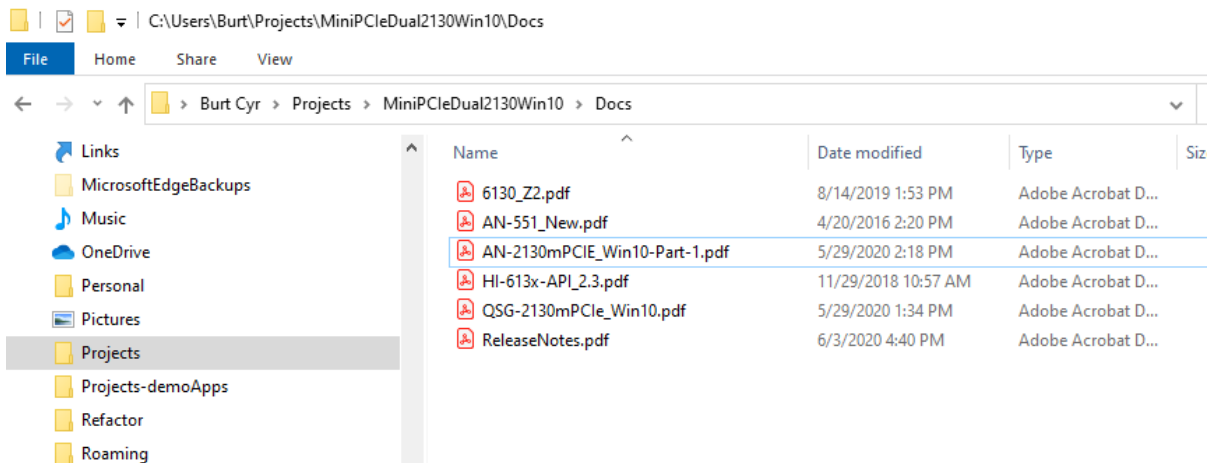 C:\Users\Burt\Projects\MiniPCIeDual2130Win10\Docs
File Home Share View
Burt Cyr > Projects > MiniPCIeDual2130Win10 > Docs
Links
MicrosoftEdgeBackups
Music
OneDrive
Personal
Pictures
Projects
Projects-demoApps
Refactor
Roaming
Name Date modified Type Siz
6130_Z2.pdf 8/14/2019 1:53 PM Adobe Acrobat D...
AN-551_New.pdf 4/20/2016 2:20 PM Adobe Acrobat D...
AN-2130mPCIE_Win10-Part-1.pdf 5/29/2020 2:18 PM Adobe Acrobat D...
HI-613x-API_2.3.pdf 11/29/2018 10:57 AM Adobe Acrobat D...
QSG-2130mPCIe_Win10.pdf 5/29/2020 1:34 PM Adobe Acrobat D...
ReleaseNotes.pdf 6/3/2020 4:40 PM Adobe Acrobat D...